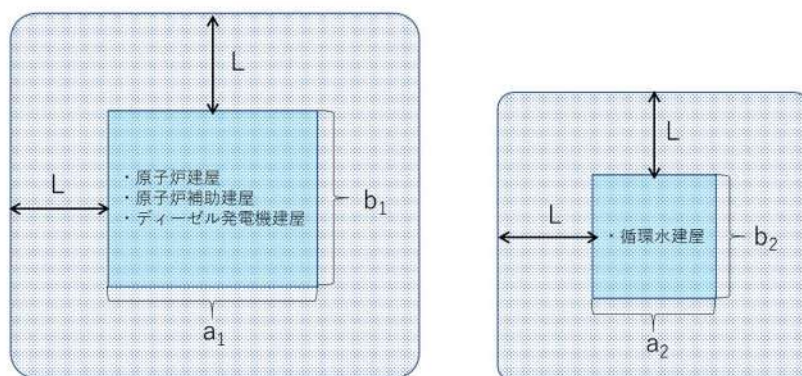 L
L
・原子炉建屋
・原子炉補助建屋
・ディーゼル発電機建屋
b₁
a₁
L
L
・循環水建屋
b₂
a₂